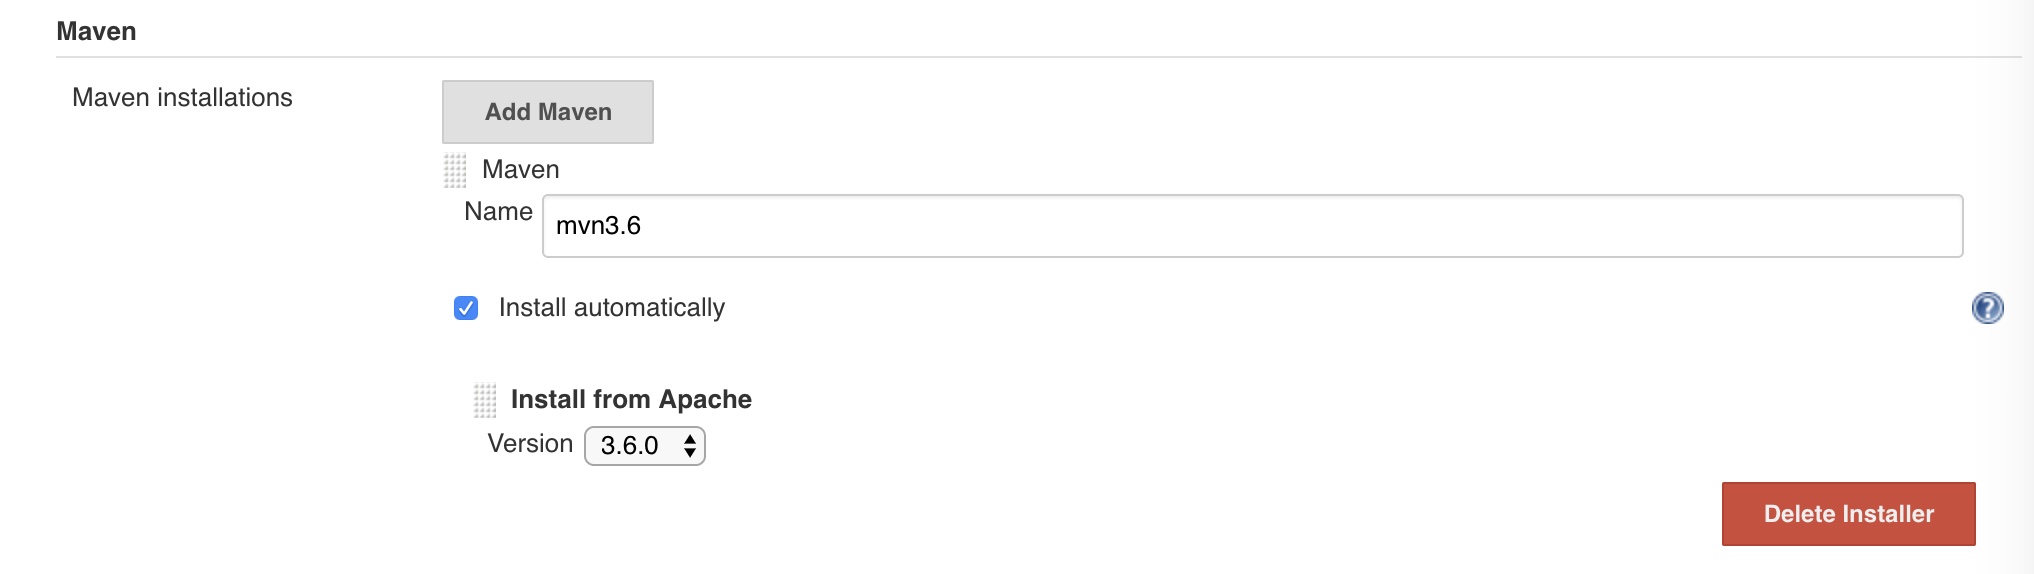 Maven
Maven installations
Add Maven
Maven
Name mvn3.6
Install automatically
?
Install from Apache
Version 3.6.0
Delete Installer